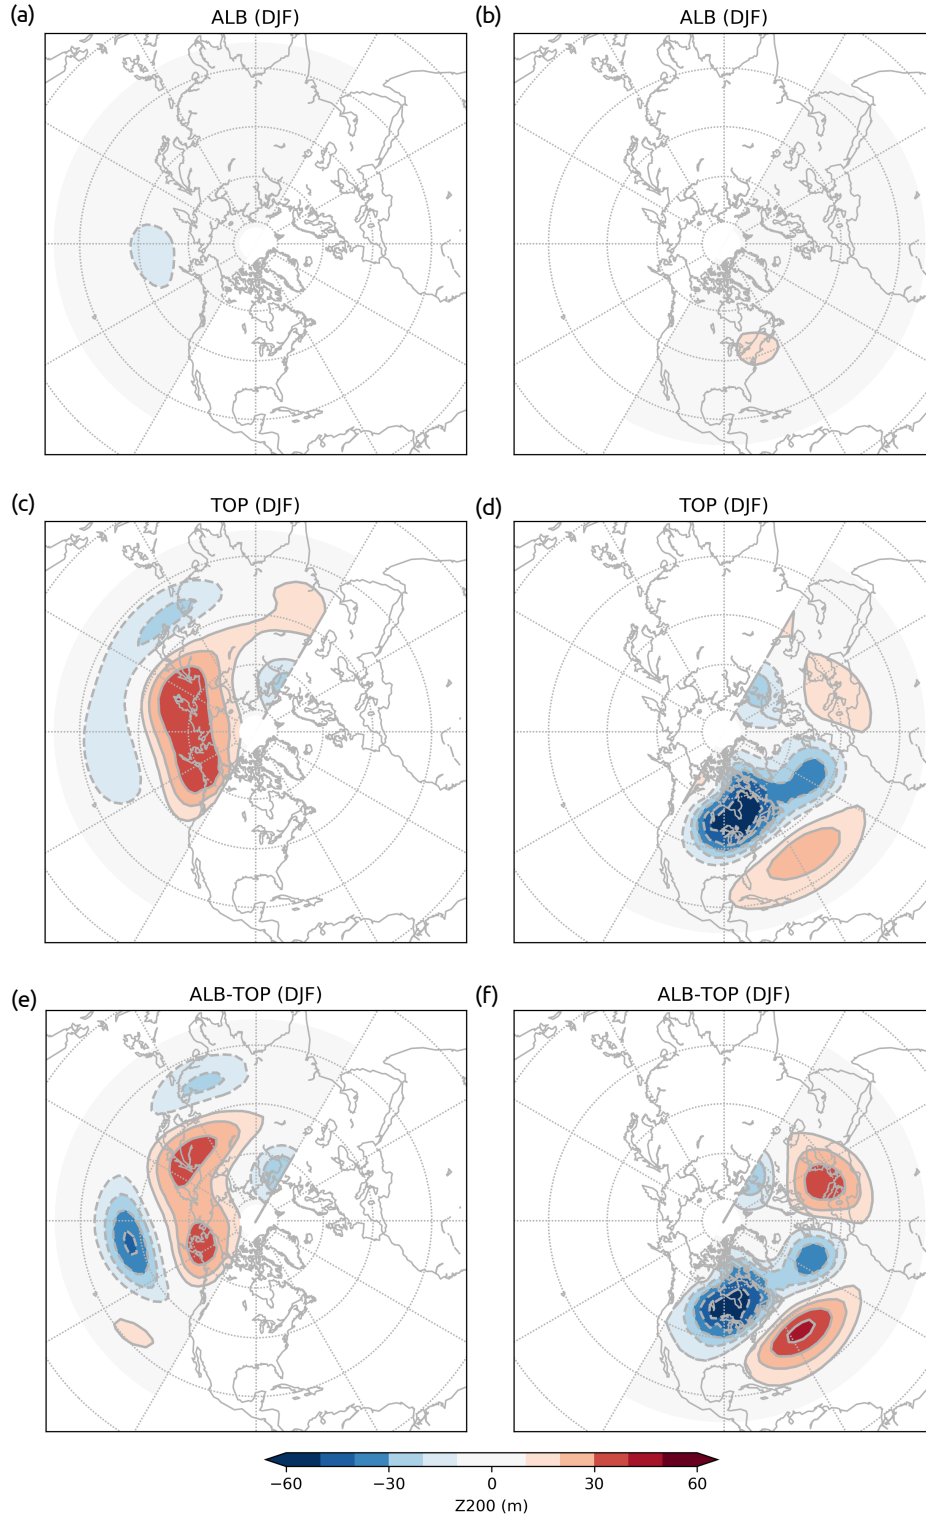 (a) ALB (DJF)
(b) ALB (DJF)
(c) TOP (DJF)
(d) TOP (DJF)
(e) ALB-TOP (DJF)
(f) ALB-TOP (DJF)
−60 −30 0 30 60
Z200 (m)